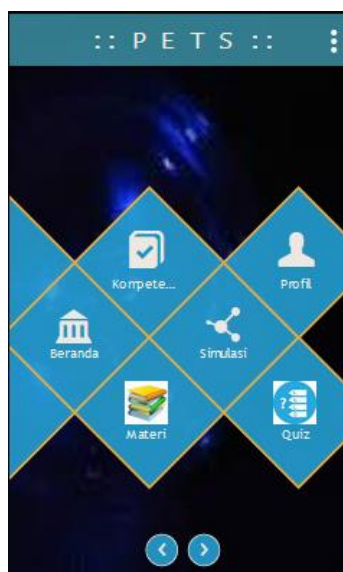 :: P E T S ::
Kompete...
Profil
Beranda
Simulasi
Materi
Quiz